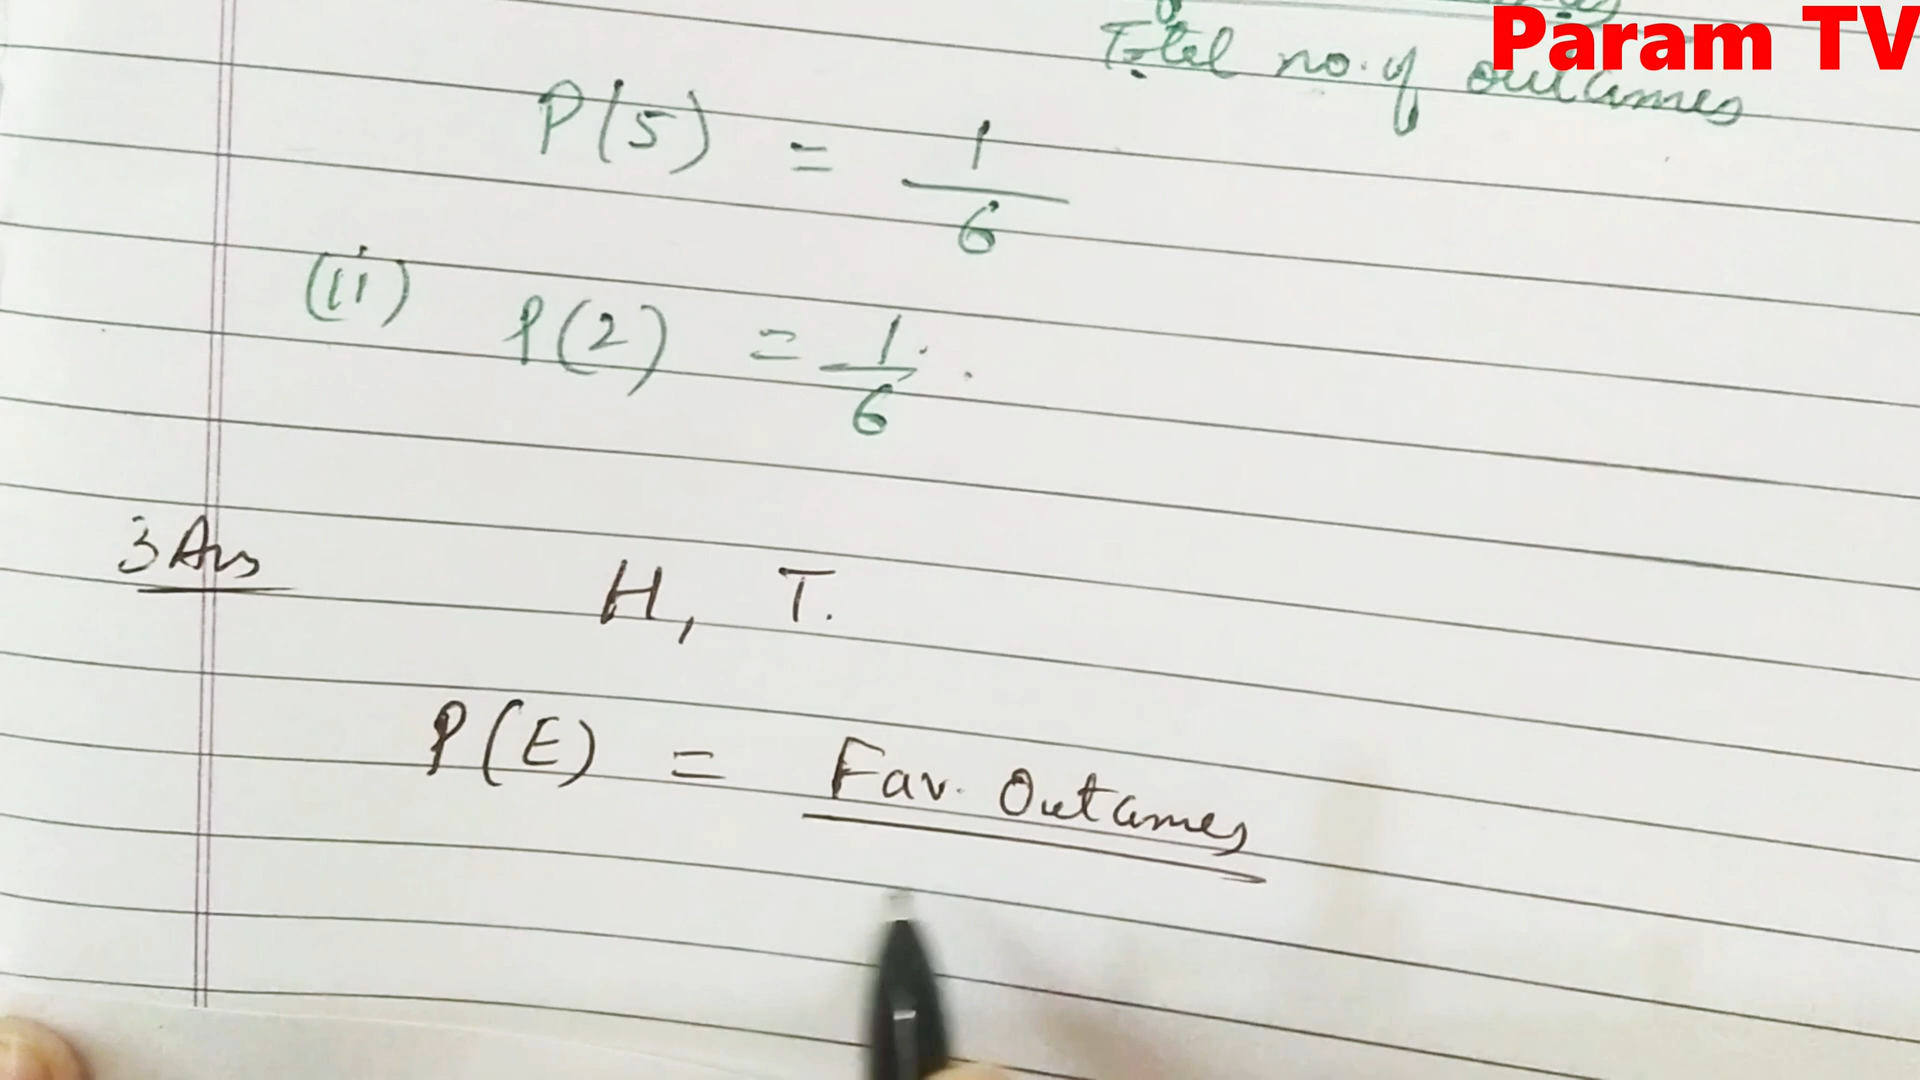 Param TV
Total no. of outcomes
P(5) = 1/6
(ii) P(2) = 1/6.
3 Ans H, T.
P(E) = Fav. Outcomes